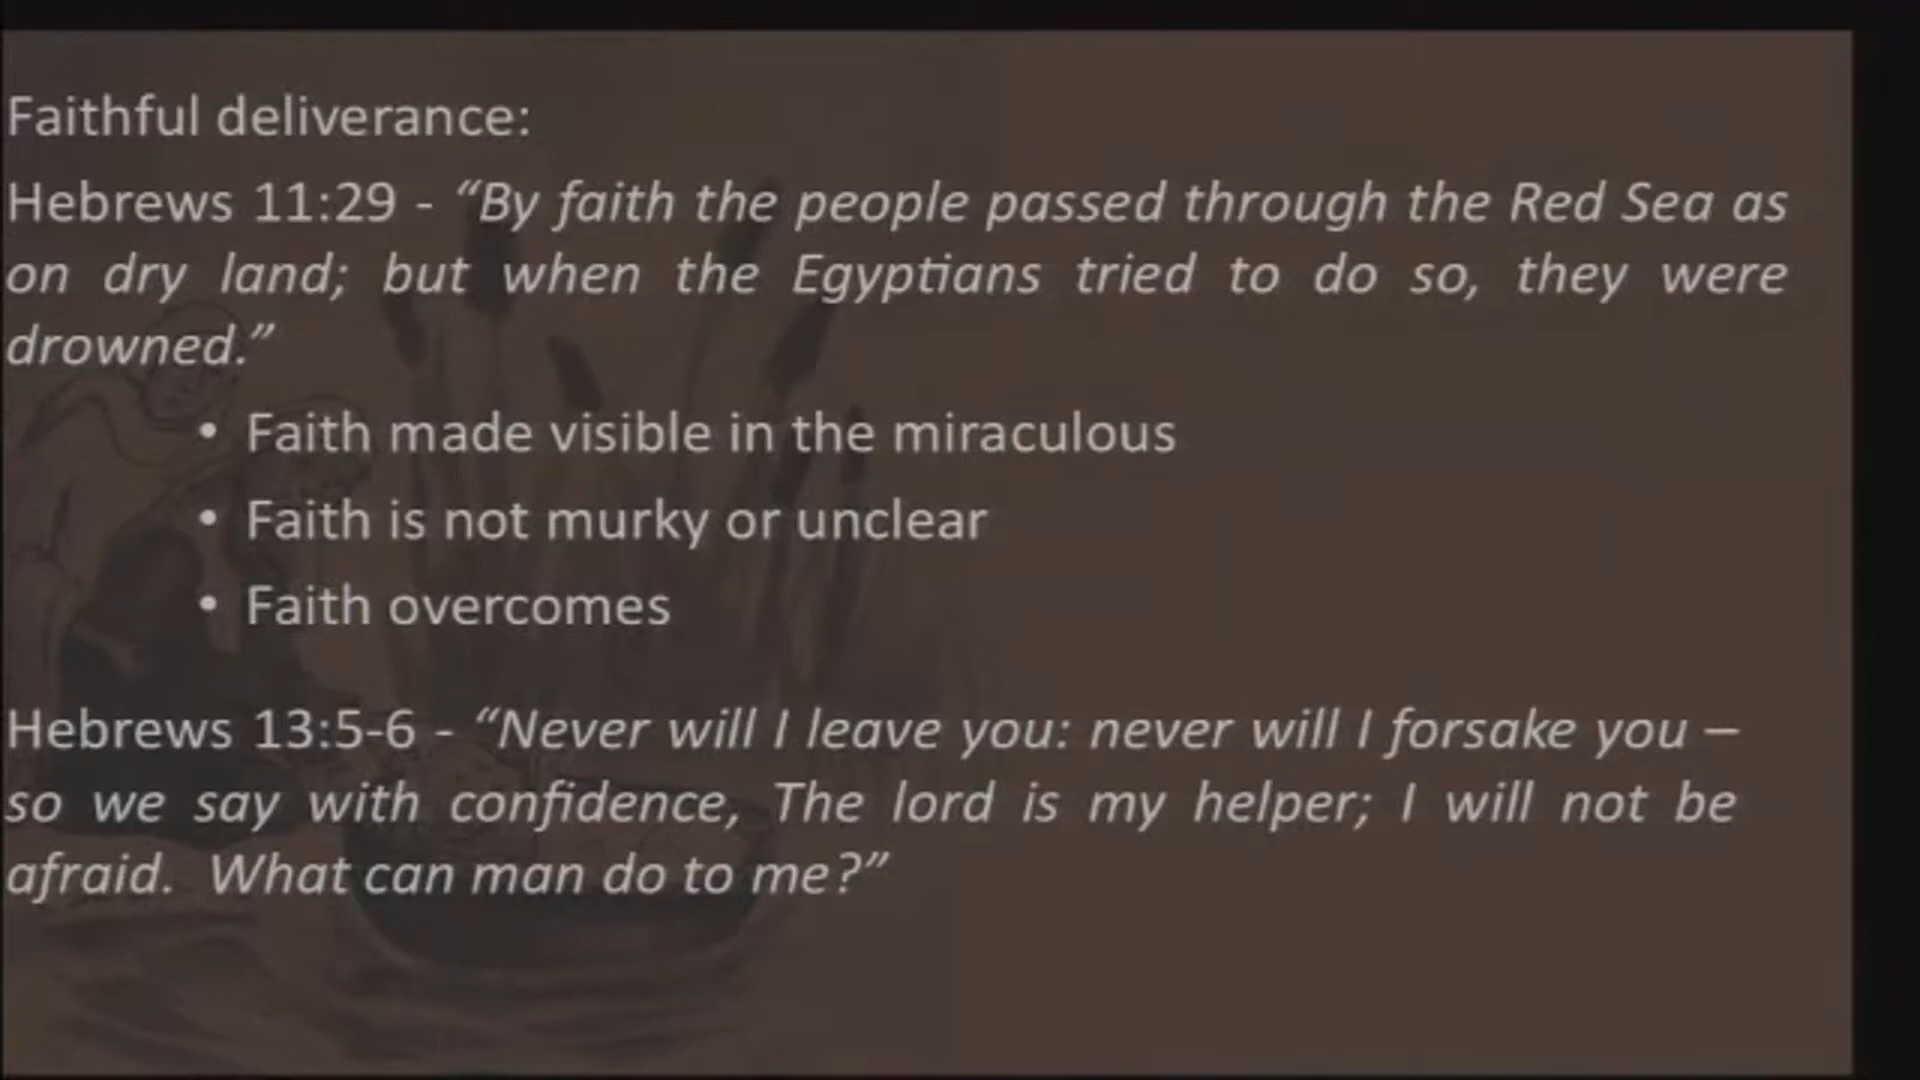 Faithful deliverance:
Hebrews 11:29 - “By faith the people passed through the Red Sea as
on dry land; but when the Egyptians tried to do so, they were
drowned.”
• Faith made visible in the miraculous
• Faith is not murky or unclear
• Faith overcomes
Hebrews 13:5-6 - “Never will I leave you: never will I forsake you –
so we say with confidence, The lord is my helper; I will not be
afraid. What can man do to me?”